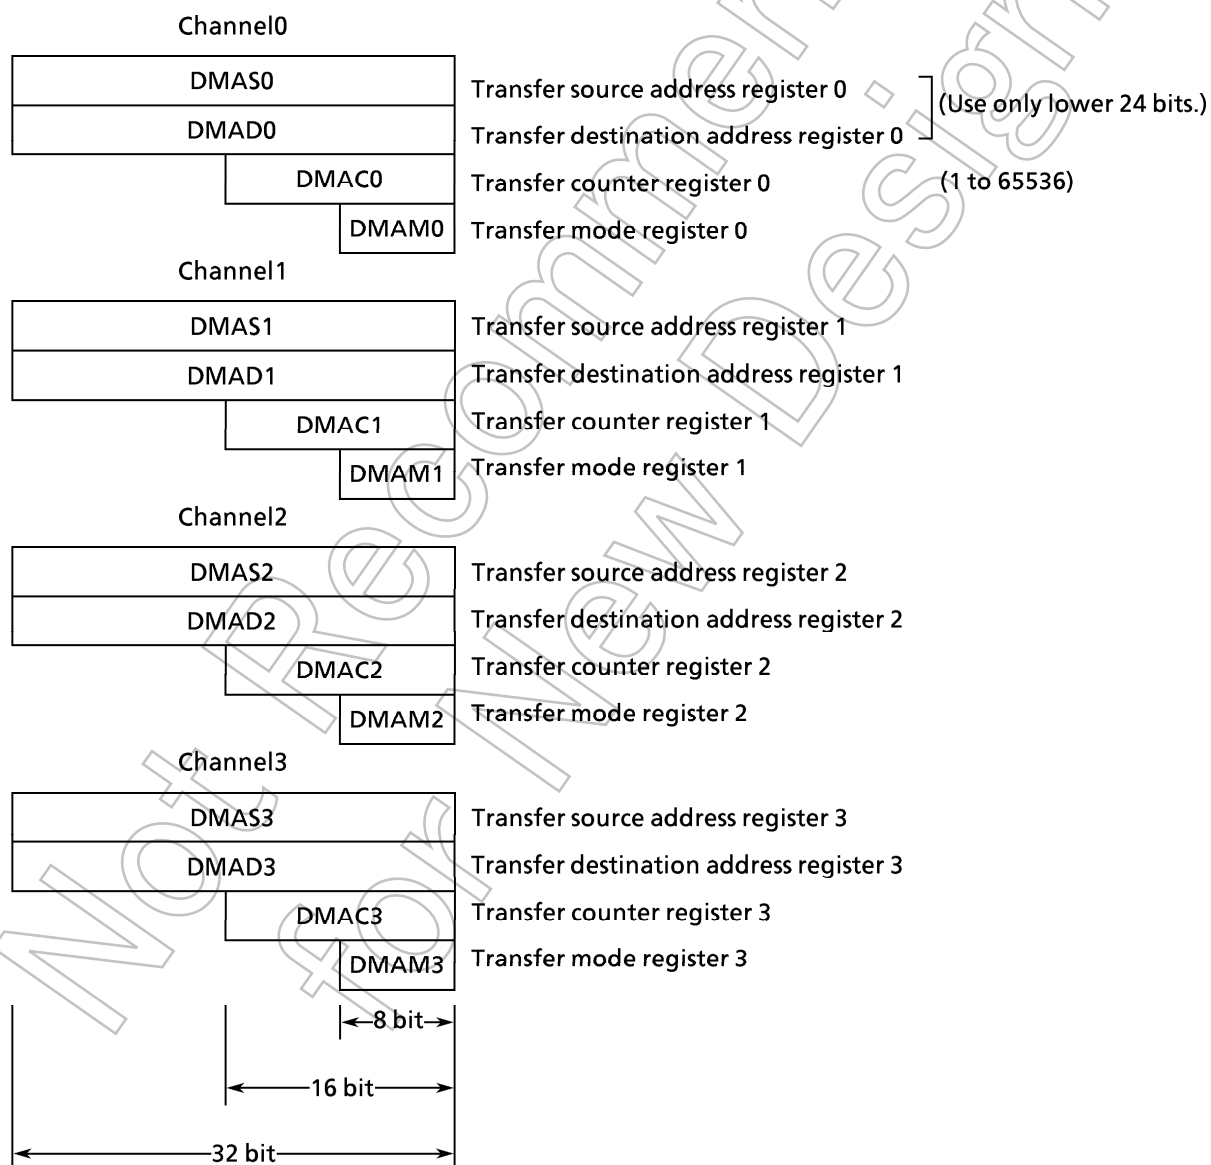 Channel0
DMAS0 Transfer source address register 0
(Use only lower 24 bits.)
DMAD0 Transfer destination address register 0
DMAC0 Transfer counter register 0 (1 to 65536)
DMAM0 Transfer mode register 0
Channel1
DMAS1 Transfer source address register 1
DMAD1 Transfer destination address register 1
DMAC1 Transfer counter register 1
DMAM1 Transfer mode register 1
Channel2
DMAS2 Transfer source address register 2
DMAD2 Transfer destination address register 2
DMAC2 Transfer counter register 2
DMAM2 Transfer mode register 2
Channel3
DMAS3 Transfer source address register 3
DMAD3 Transfer destination address register 3
DMAC3 Transfer counter register 3
DMAM3 Transfer mode register 3
8 bit
16 bit
32 bit
Not Recommen
for New Design